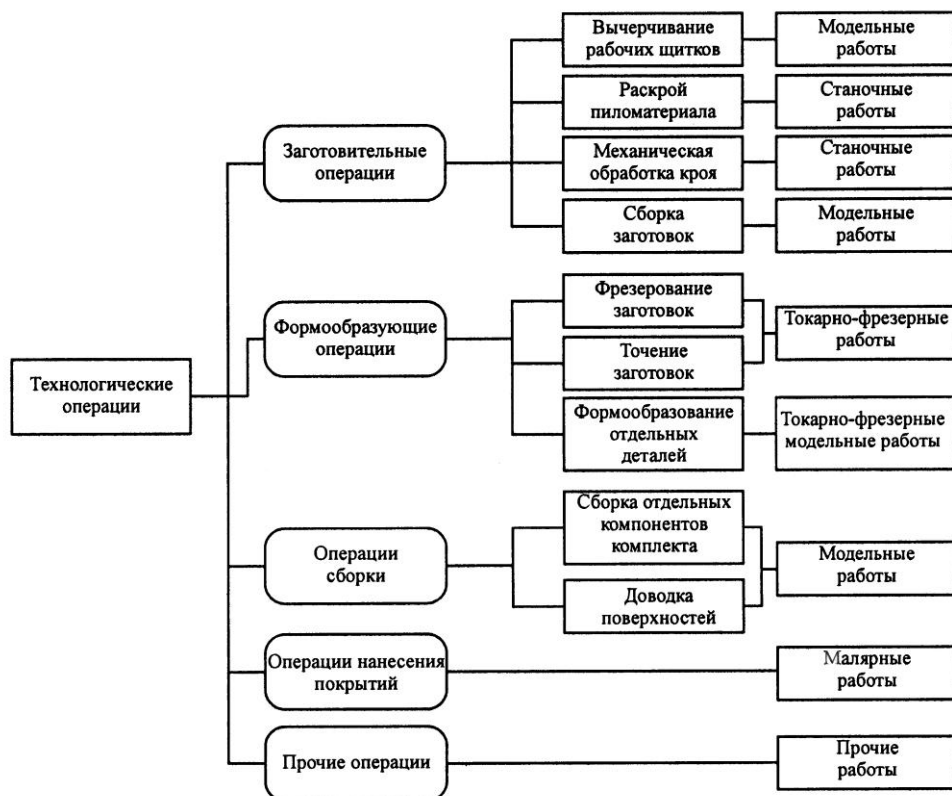 Технологические
операции
Заготовительные
операции
Вычерчивание
рабочих щитков
Модельные
работы
Раскрой
пиломатериала
Станочные
работы
Механическая
обработка кроя
Станочные
работы
Сборка
заготовок
Модельные
работы
Формообразующие
операции
Фрезерование
заготовок
Точение
заготовок
Токарно-фрезерные
работы
Формообразование
отдельных
деталей
Токарно-фрезерные
модельные работы
Операции
сборки
Сборка отдельных
компонентов
комплекта
Доводка
поверхностей
Модельные
работы
Операции нанесения
покрытий
Малярные
работы
Прочие операции
Прочие
работы